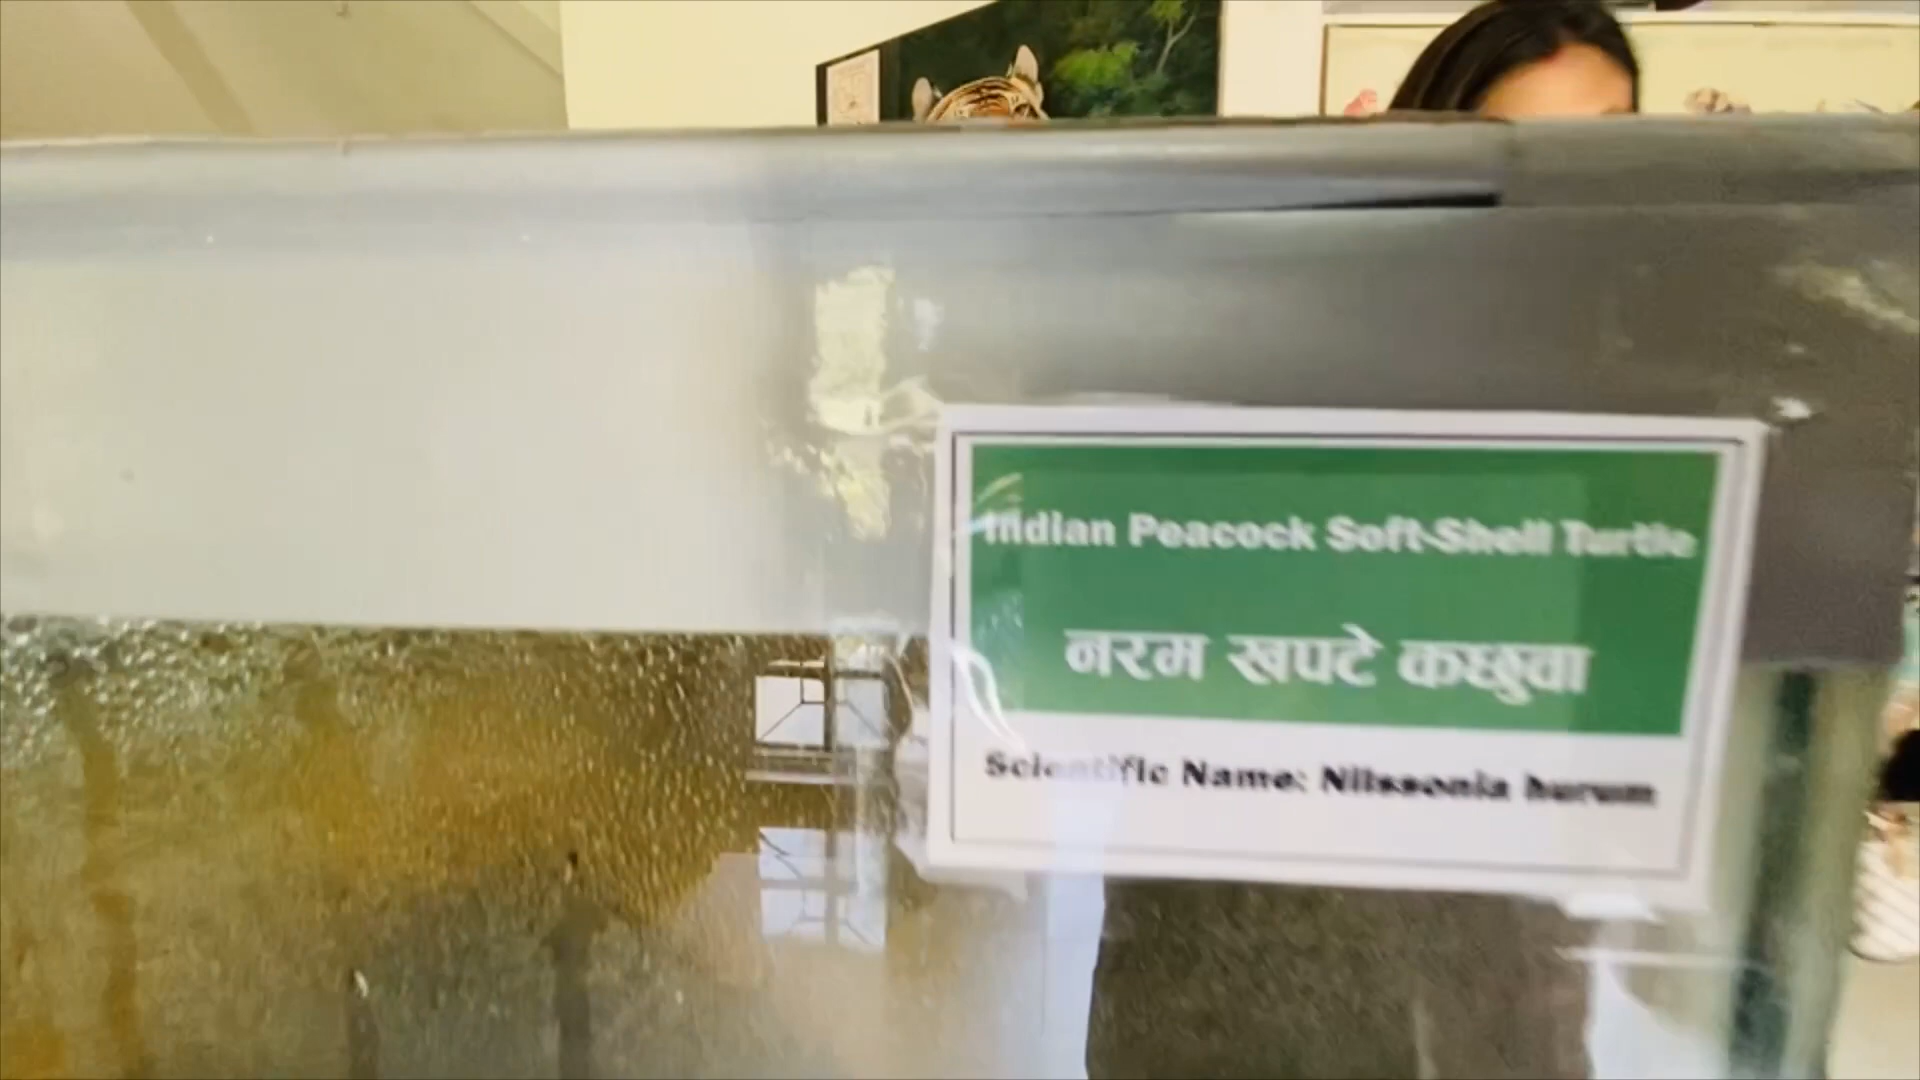 Indian Peacock Soft-Shell Turtle
नरम खपटे कछुवा
Scientific Name: Nilssonia hurum